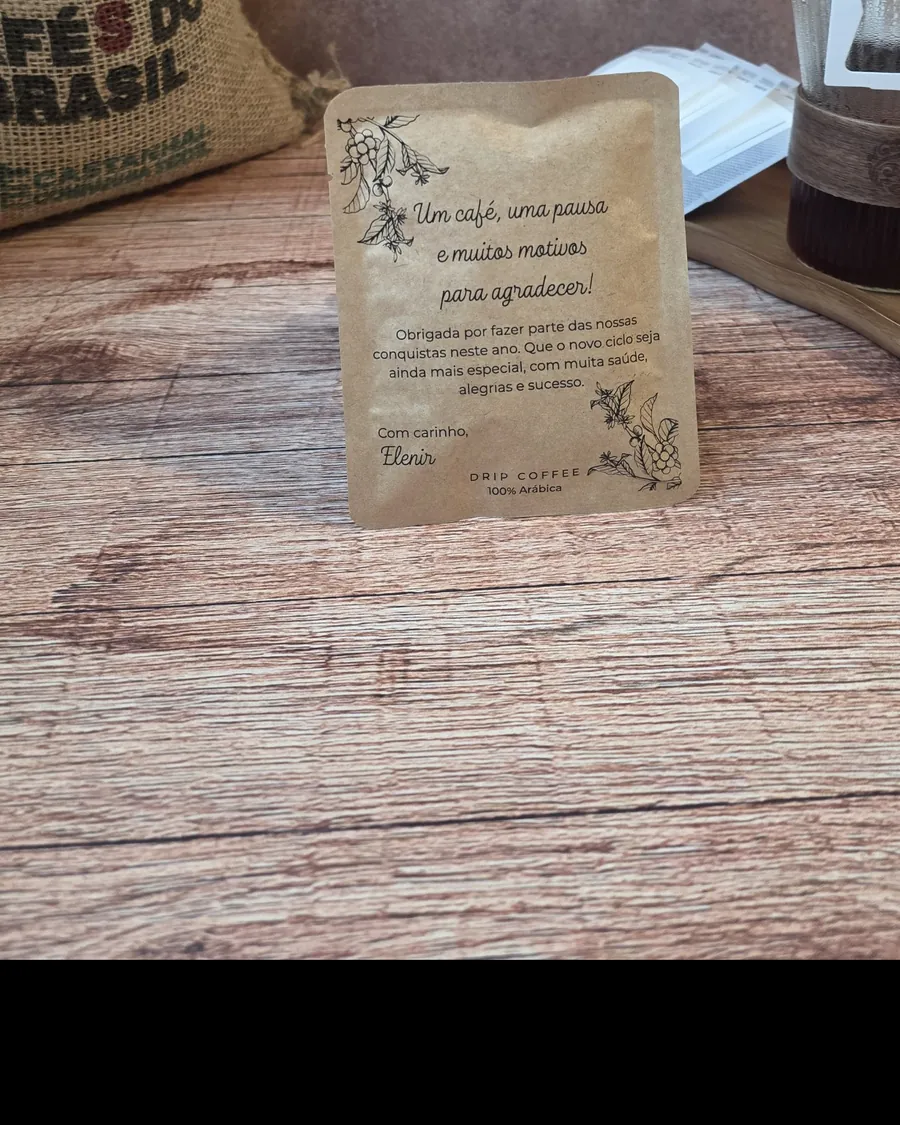 FÉS DO
BRASIL
Um café, uma pausa
e muitos motivos
para agradecer!
Obrigada por fazer parte das nossas
conquistas neste ano. Que o novo ciclo seja
ainda mais especial, com muita saúde,
alegrias e sucesso.
Com carinho,
Elenir
DRIP COFFEE
100% Arábica